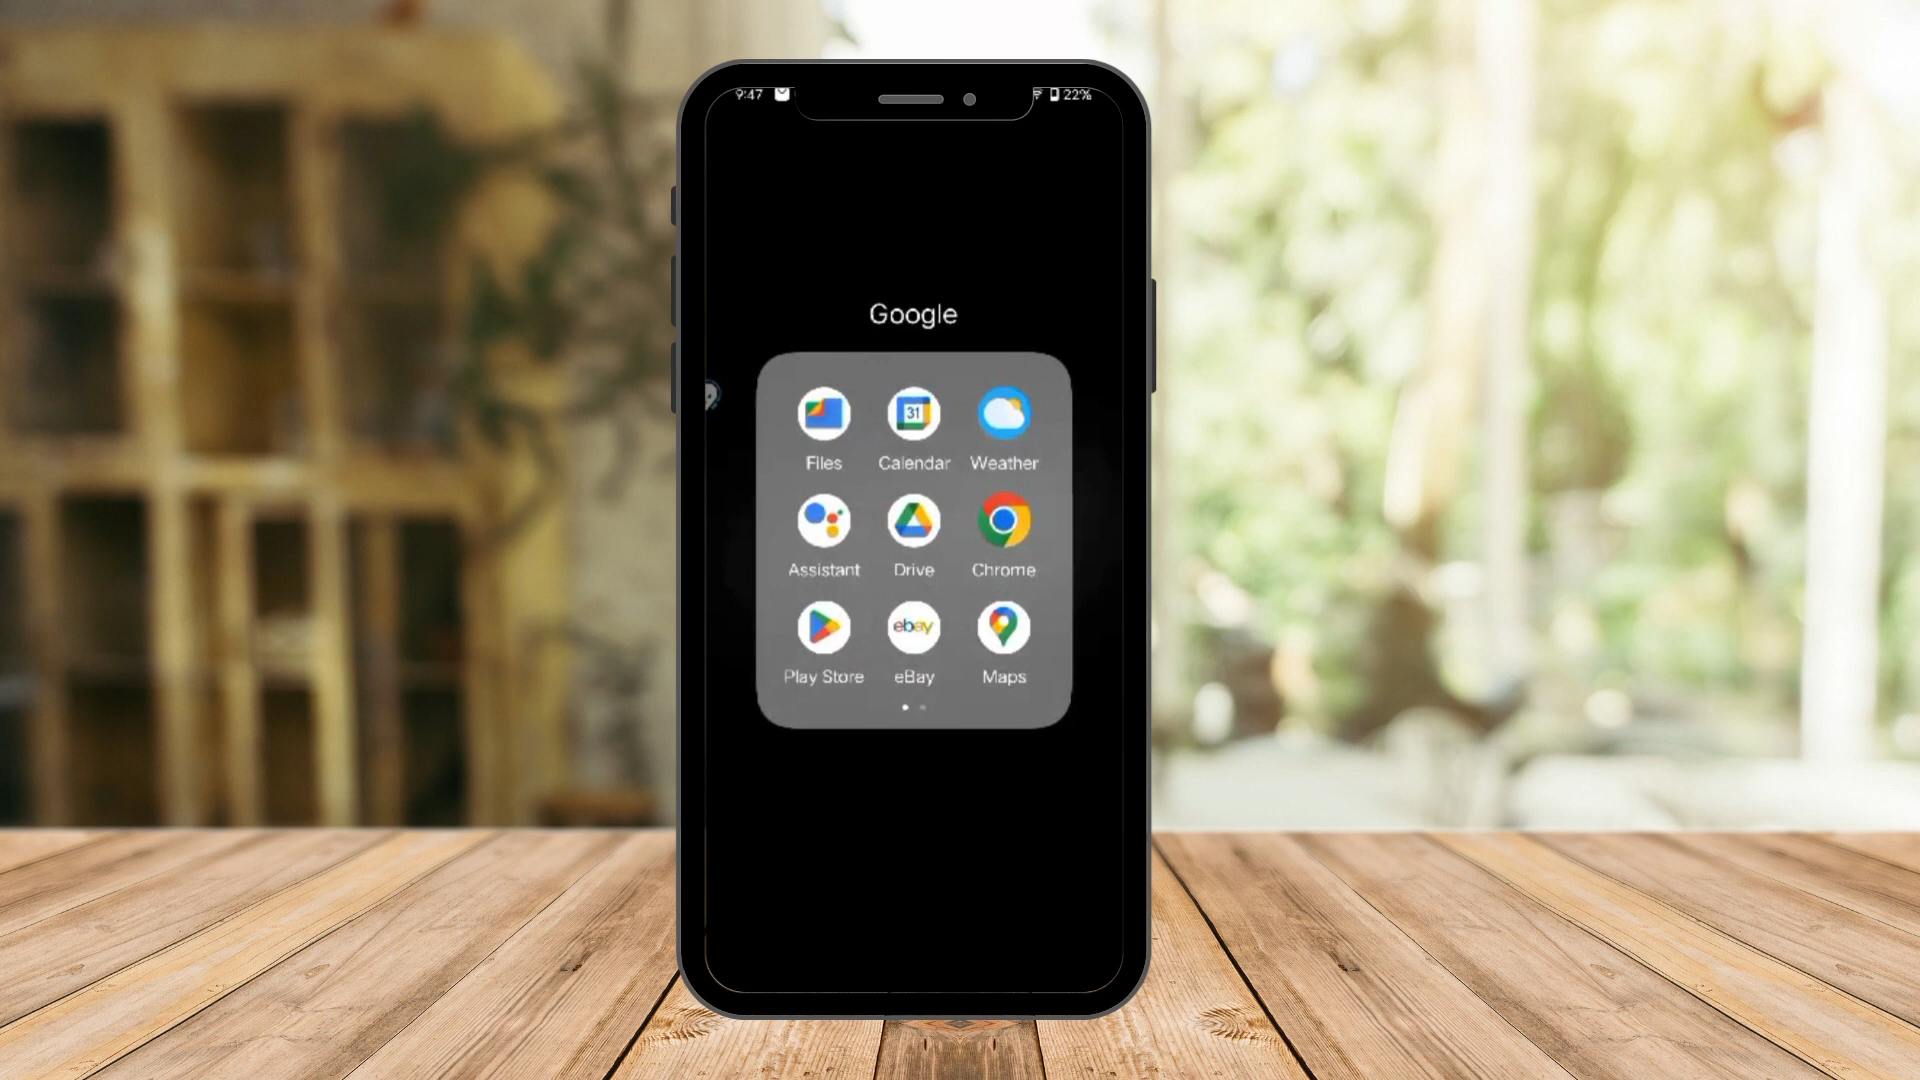 9:47 22%
Google
31
Files Calendar Weather
Assistant Drive Chrome
ebay
Play Store eBay Maps